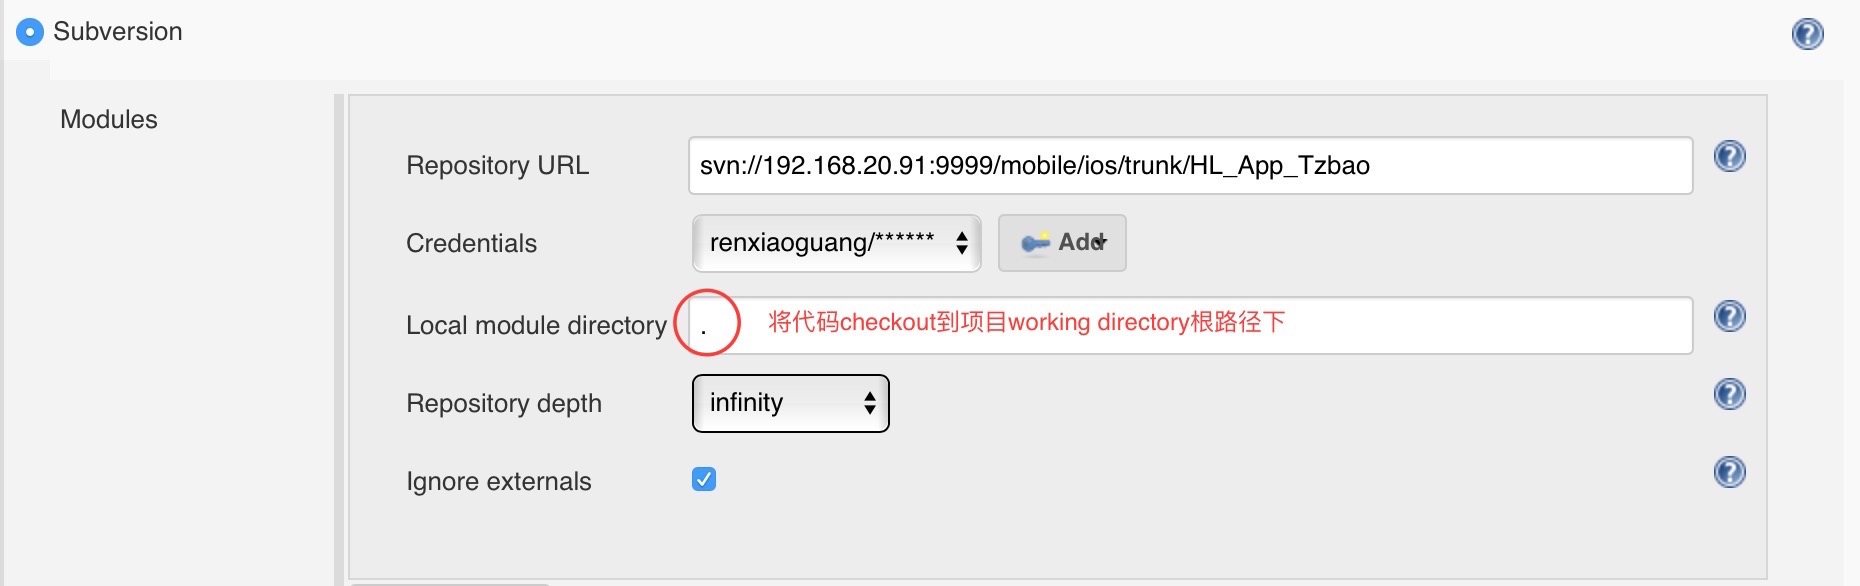 Subversion
Modules
Repository URL
svn://192.168.20.91:9999/mobile/ios/trunk/HL_App_Tzbao
Credentials
renxiaoguang/******
Add
Local module directory
.
将代码checkout到项目working directory根路径下
Repository depth
infinity
Ignore externals